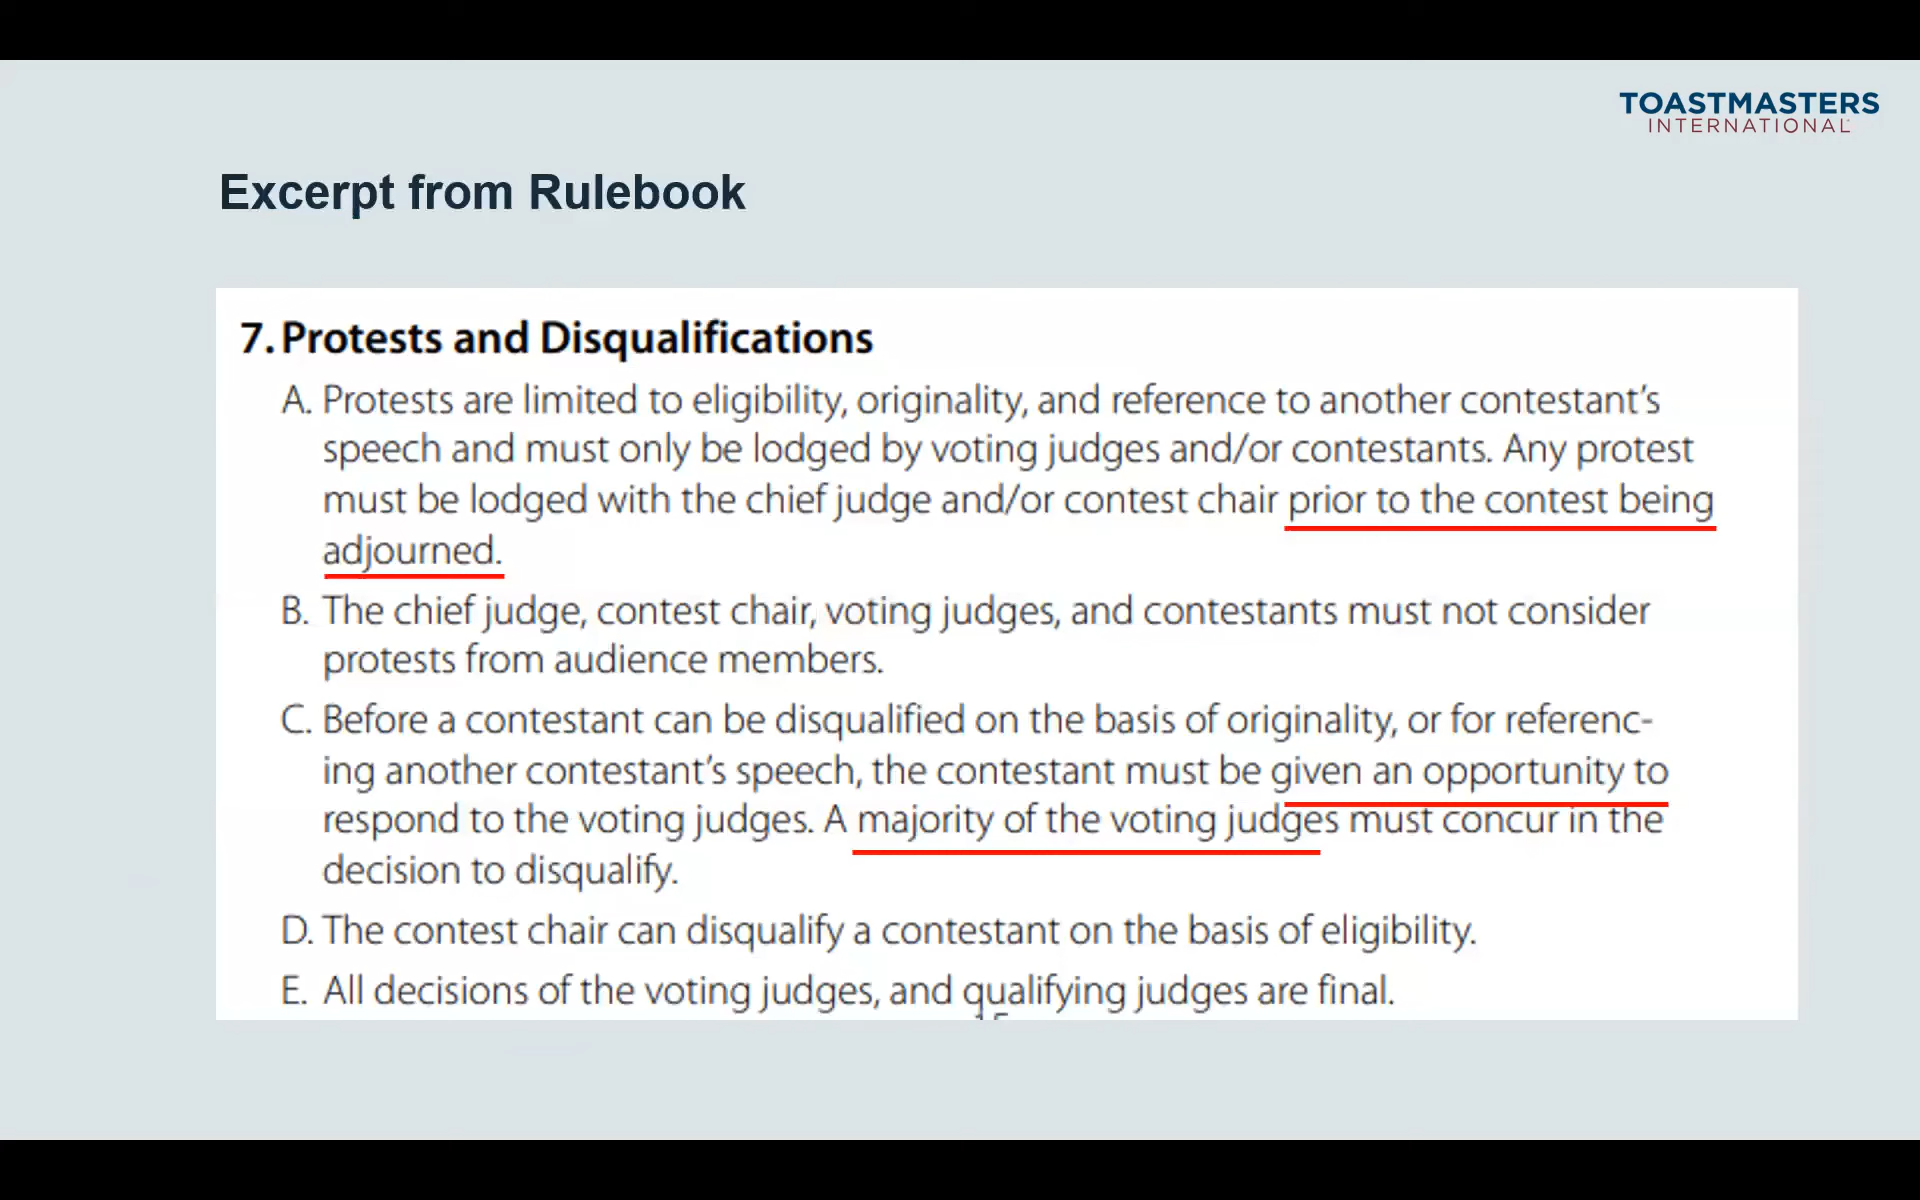 TOASTMASTERS
INTERNATIONAL
Excerpt from Rulebook
7. Protests and Disqualifications
A. Protests are limited to eligibility, originality, and reference to another contestant's
speech and must only be lodged by voting judges and/or contestants. Any protest
must be lodged with the chief judge and/or contest chair prior to the contest being
adjourned.
B. The chief judge, contest chair, voting judges, and contestants must not consider
protests from audience members.
C. Before a contestant can be disqualified on the basis of originality, or for referenc-
ing another contestant's speech, the contestant must be given an opportunity to
respond to the voting judges. A majority of the voting judges must concur in the
decision to disqualify.
D. The contest chair can disqualify a contestant on the basis of eligibility.
E. All decisions of the voting judges, and qualifying judges are final.